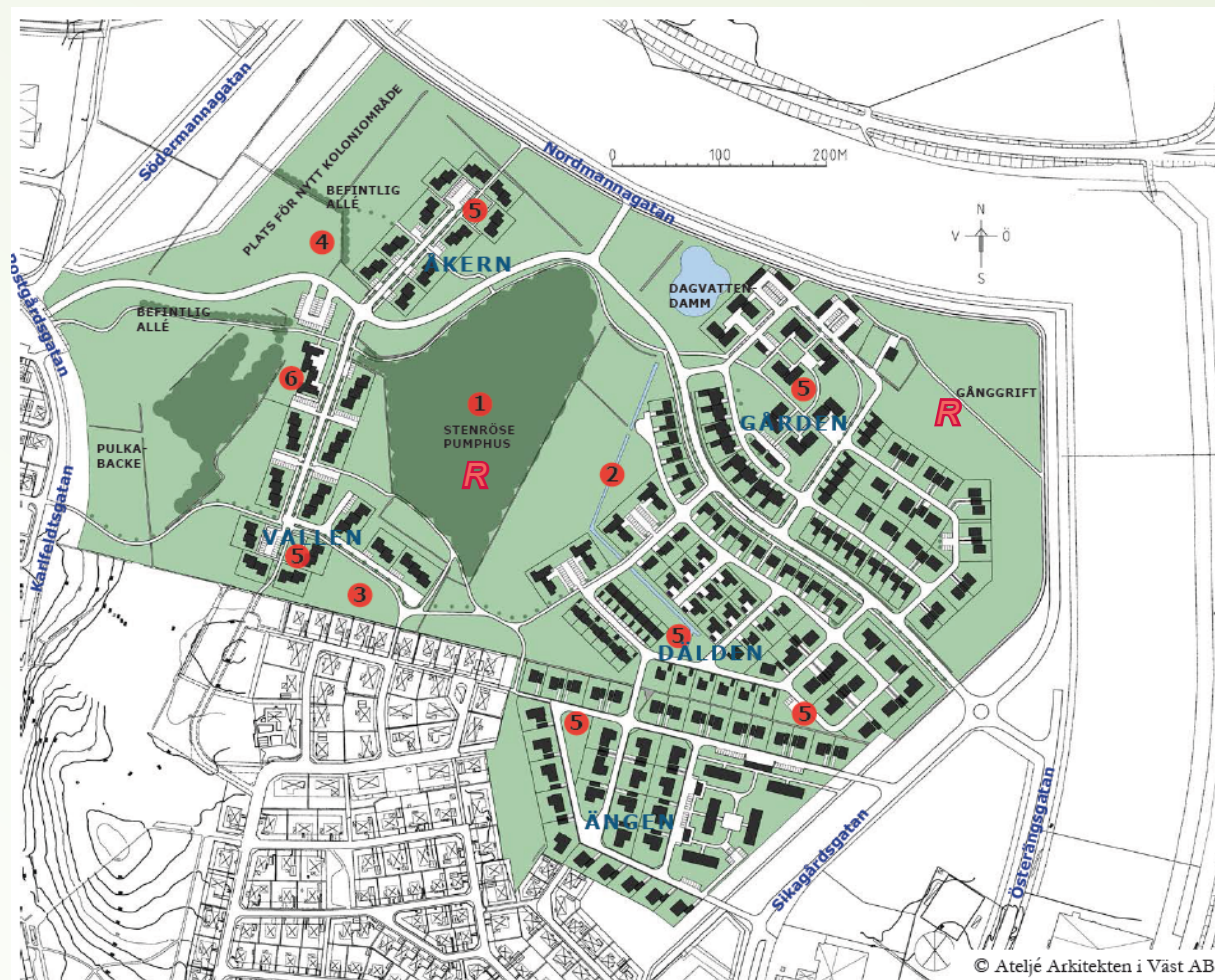 Södermannagatan
PLATS FÖR NYTT KOLONIOMRÅDE
Nordmannagatan
0 100 200M
BEFINTLIG
ALLÉ
5
4
ÅKERN
N
V Ö
S
DAGVATTEN-
DAMM
BEFINTLIG
ALLÉ
6
1
STENRÖSE
PUMPHUS
R
2
5
GÅRDEN
GÅNGGRIFT
R
PULKA-
BACKE
Karlfeldtsgatan
VALLEN
5
3
5
DÄLDEN
5
5
ÄNGEN
Sikagårdsgatan
Österängsgatan
© Ateljé Arkitekten i Väst AB